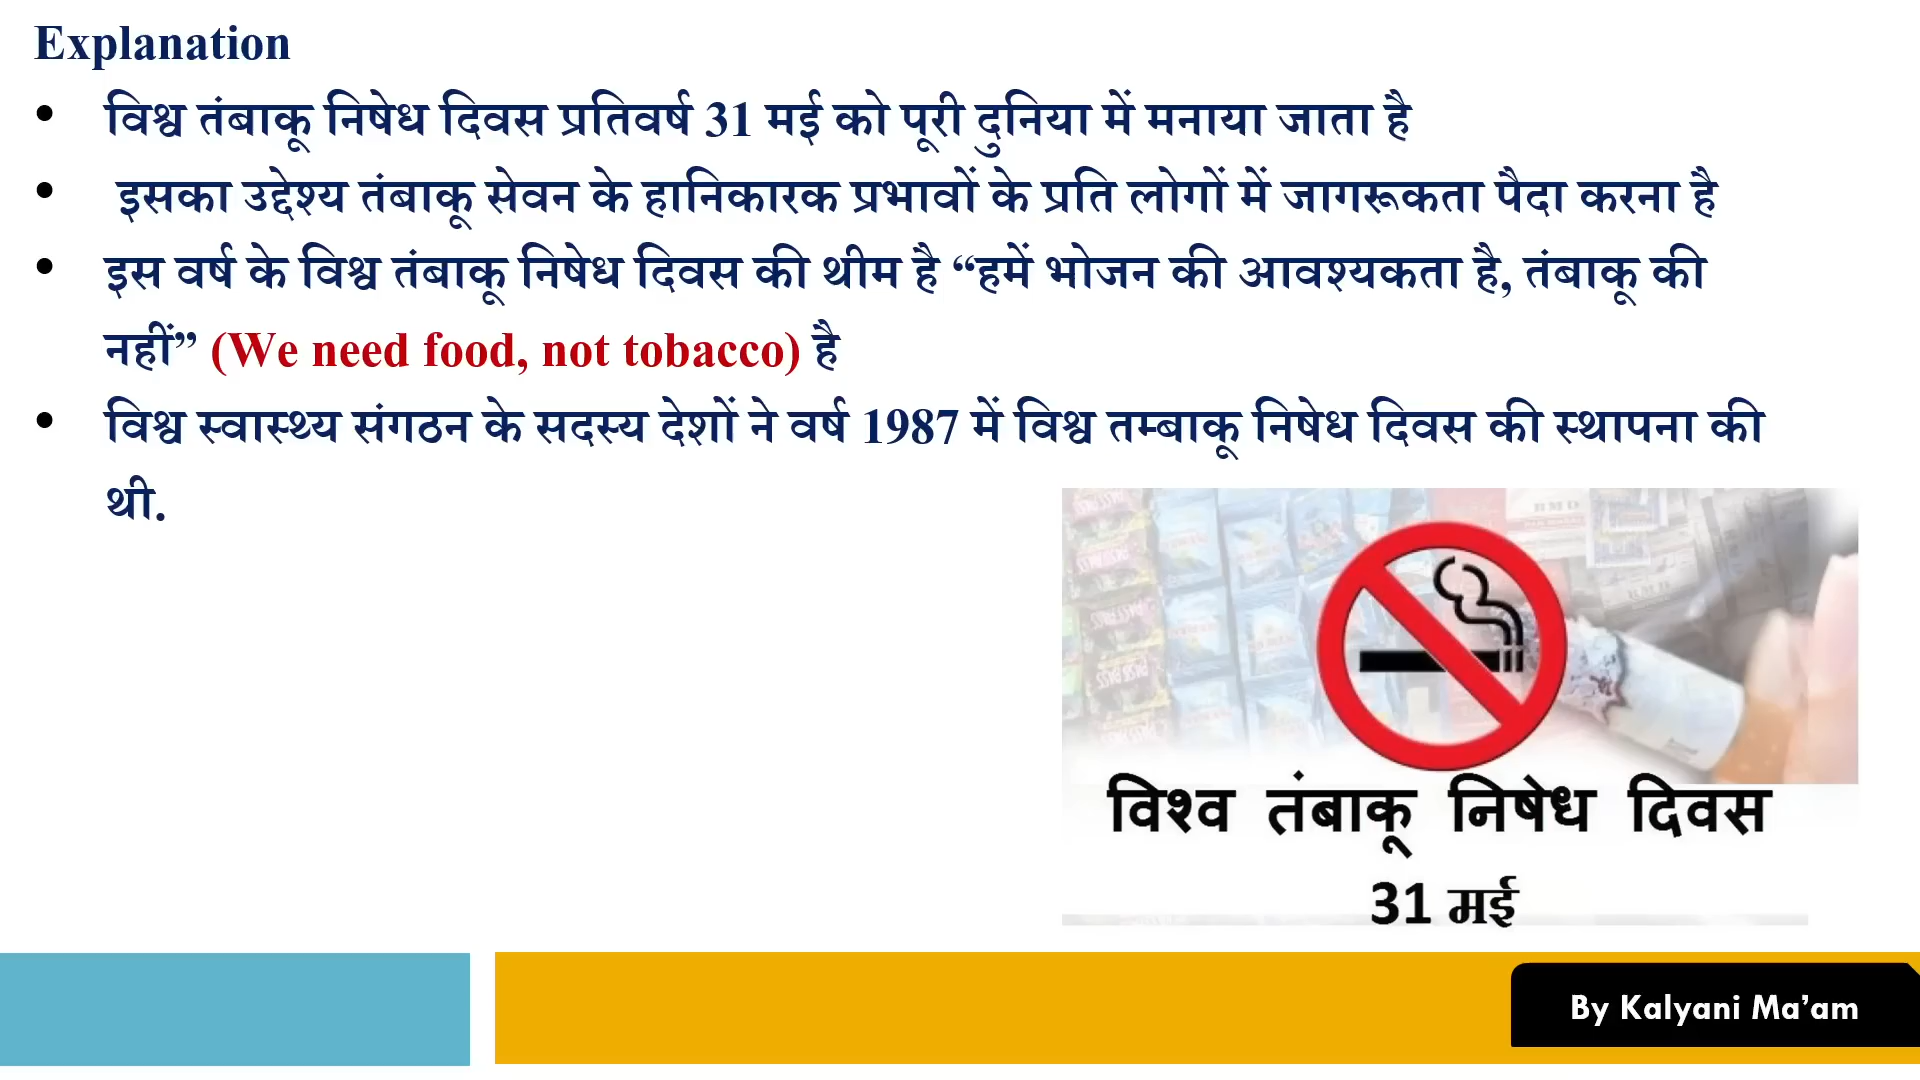 Explanation
• विश्व तंबाकू निषेध दिवस प्रतिवर्ष 31 मई को पूरी दुनिया में मनाया जाता है
• इसका उद्देश्य तंबाकू सेवन के हानिकारक प्रभावों के प्रति लोगों में जागरूकता पैदा करना है
• इस वर्ष के विश्व तंबाकू निषेध दिवस की थीम है “हमें भोजन की आवश्यकता है, तंबाकू की
नहीं” (We need food, not tobacco) है
• विश्व स्वास्थ्य संगठन के सदस्य देशों ने वर्ष 1987 में विश्व तम्बाकू निषेध दिवस की स्थापना की
थी.
विश्व तंबाकू निषेध दिवस
31 मई
By Kalyani Ma’am